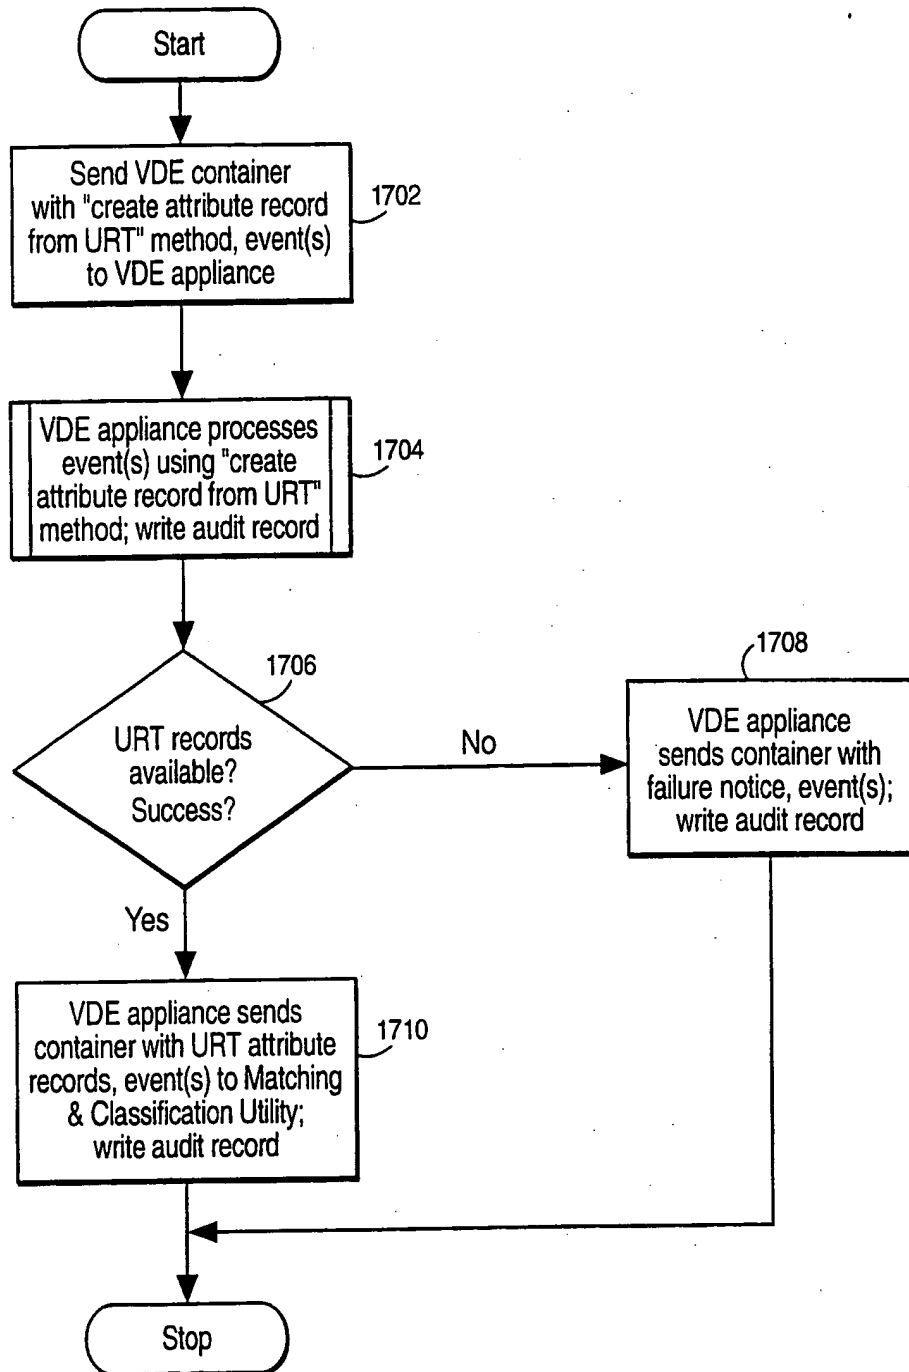 Start
Send VDE container
with "create attribute record
from URT" method, event(s)
to VDE appliance
1702
VDE appliance processes
event(s) using "create
attribute record from URT"
method; write audit record
1704
1706
URT records
available?
Success?
No
1708
VDE appliance
sends container with
failure notice, event(s);
write audit record
Yes
VDE appliance sends
container with URT attribute
records, event(s) to Matching
& Classification Utility;
write audit record
1710
Stop